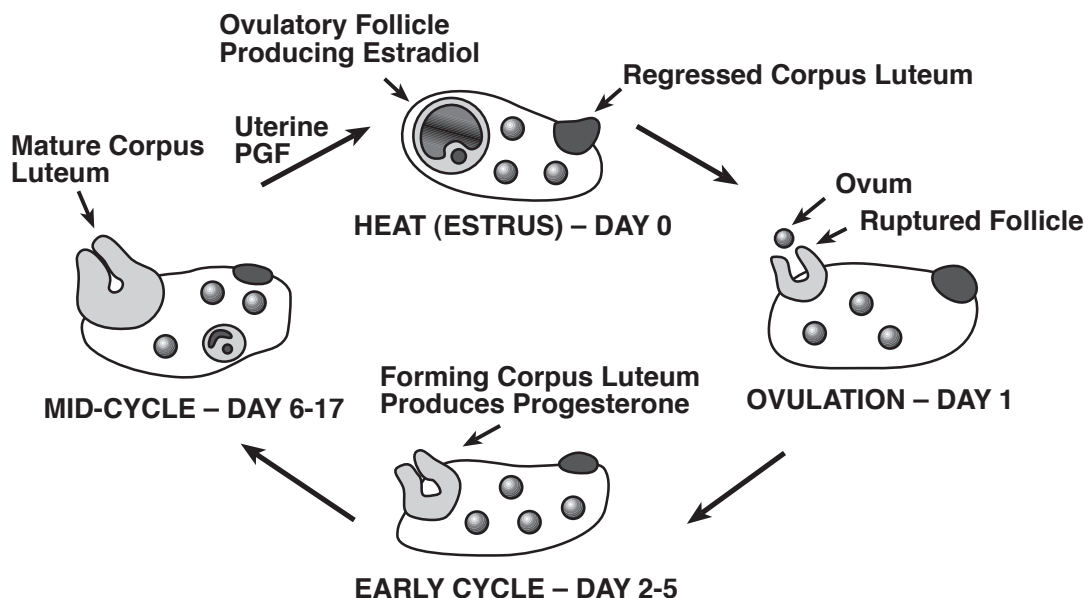 Ovulatory Follicle
Producing Estradiol
Regressed Corpus Luteum
Uterine
PGF
Mature Corpus
Luteum
HEAT (ESTRUS) – DAY 0
Ovum
Ruptured Follicle
MID-CYCLE – DAY 6-17
OVULATION – DAY 1
Forming Corpus Luteum
Produces Progesterone
EARLY CYCLE – DAY 2-5